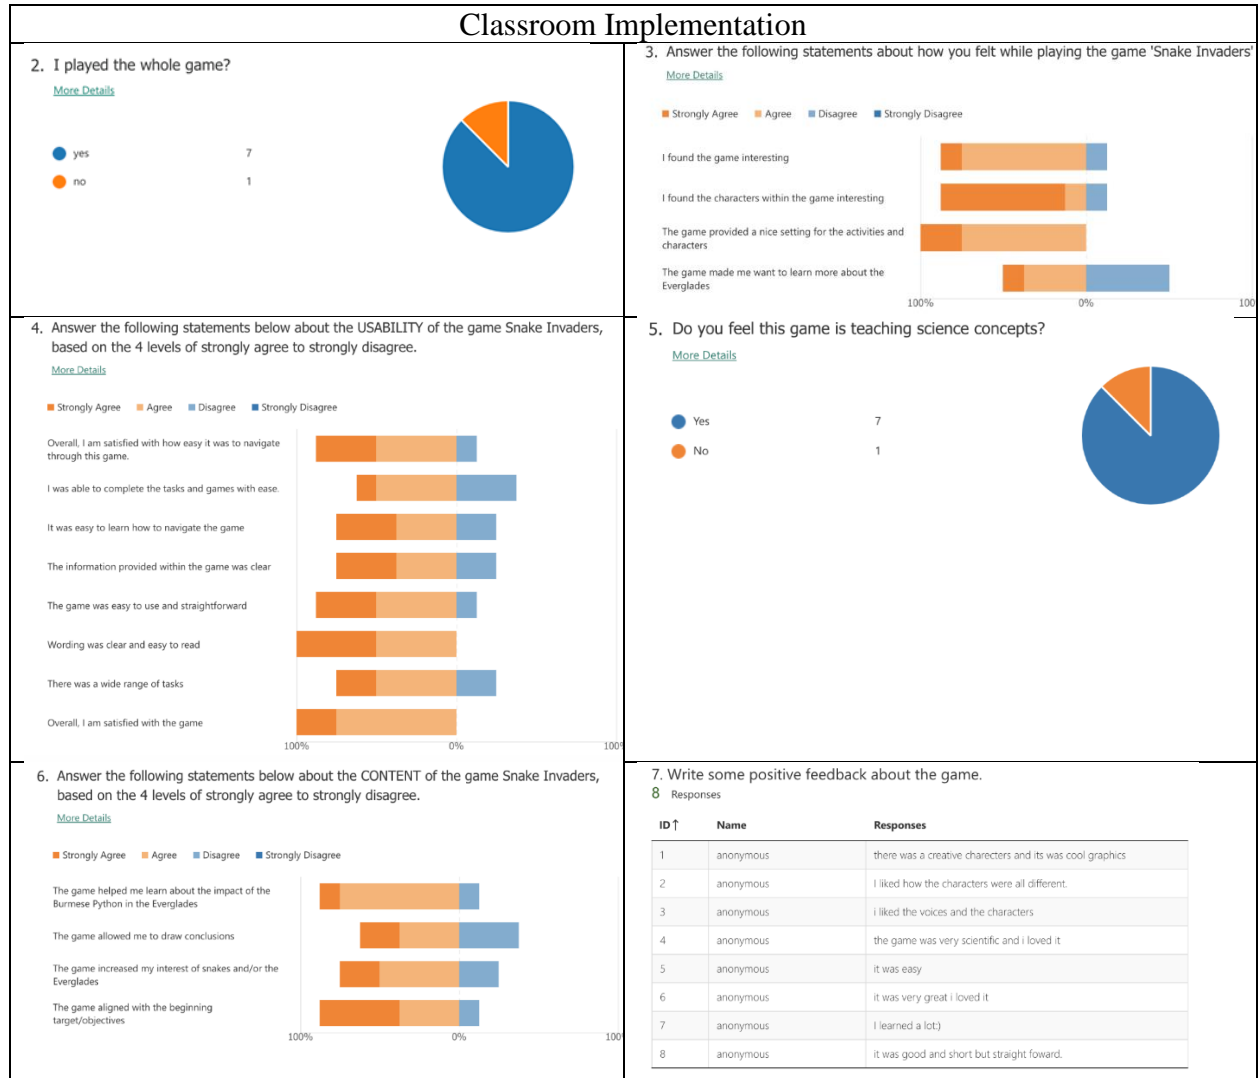 Classroom Implementation
2. I played the whole game?
More Details
yes 7
no 1
3. Answer the following statements about how you felt while playing the game 'Snake Invaders'
More Details
Strongly Agree Agree Disagree Strongly Disagree
I found the game interesting
I found the characters within the game interesting
The game provided a nice setting for the activities and
characters
The game made me want to learn more about the
Everglades
100% 0% 100
4. Answer the following statements below about the USABILITY of the game Snake Invaders,
based on the 4 levels of strongly agree to strongly disagree.
More Details
Strongly Agree Agree Disagree Strongly Disagree
Overall, I am satisfied with how easy it was to navigate
through this game.
I was able to complete the tasks and games with ease.
It was easy to learn how to navigate the game
The information provided within the game was clear
The game was easy to use and straightforward
Wording was clear and easy to read
There was a wide range of tasks
Overall, I am satisfied with the game
100% 0% 100
5. Do you feel this game is teaching science concepts?
More Details
Yes 7
No 1
6. Answer the following statements below about the CONTENT of the game Snake Invaders,
based on the 4 levels of strongly agree to strongly disagree.
More Details
Strongly Agree Agree Disagree Strongly Disagree
The game helped me learn about the impact of the
Burmese Python in the Everglades
The game allowed me to draw conclusions
The game increased my interest of snakes and/or the
Everglades
The game aligned with the beginning
target/objectives
100% 0% 100
7. Write some positive feedback about the game.
8 Responses
ID↑ Name Responses
1 anonymous there was a creative charecters and its was cool graphics
2 anonymous I liked how the characters were all different.
3 anonymous i liked the voices and the characters
4 anonymous the game was very scientific and i loved it
5 anonymous it was easy
6 anonymous it was very great i loved it
7 anonymous I learned a lot:)
8 anonymous it was good and short but straight foward.